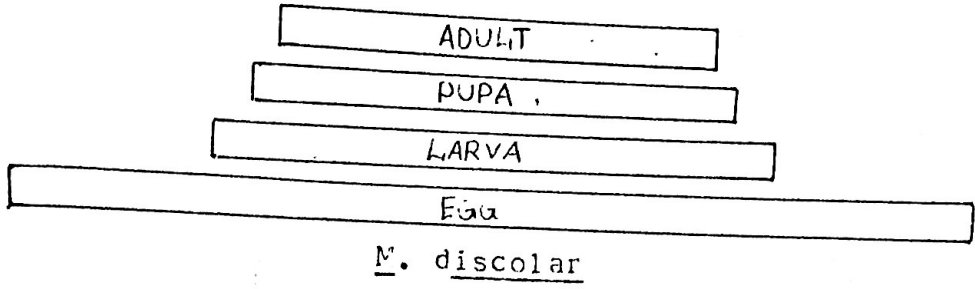 ADULT
PUPA
LARVA
EGG
M. discolar